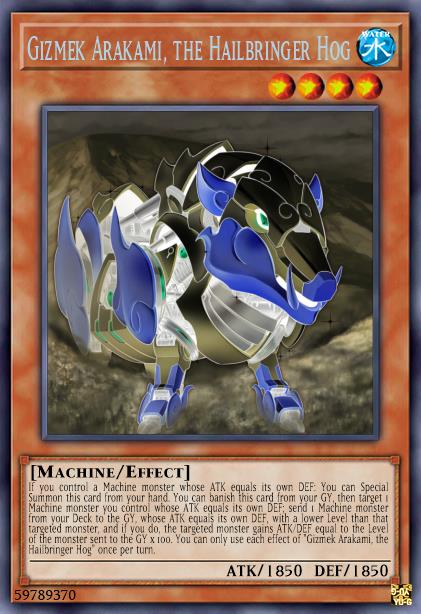 Gizmek Arakami, the Hailbringer Hog
WATER
水
[Machine/Effect]
If you control a Machine monster whose ATK equals its own DEF: You can Special
Summon this card from your hand. You can banish this card from your GY, then target 1
Machine monster you control whose ATK equals its own DEF; send 1 Machine monster
from your Deck to the GY, whose ATK equals its own DEF, with a lower Level than that
targeted monster, and if you do, the targeted monster gains ATK/DEF equal to the Level
of the monster sent to the GY x 100. You can only use each effect of "Gizmek Arakami, the
Hailbringer Hog" once per turn.
ATK/1850 DEF/1850
59789370